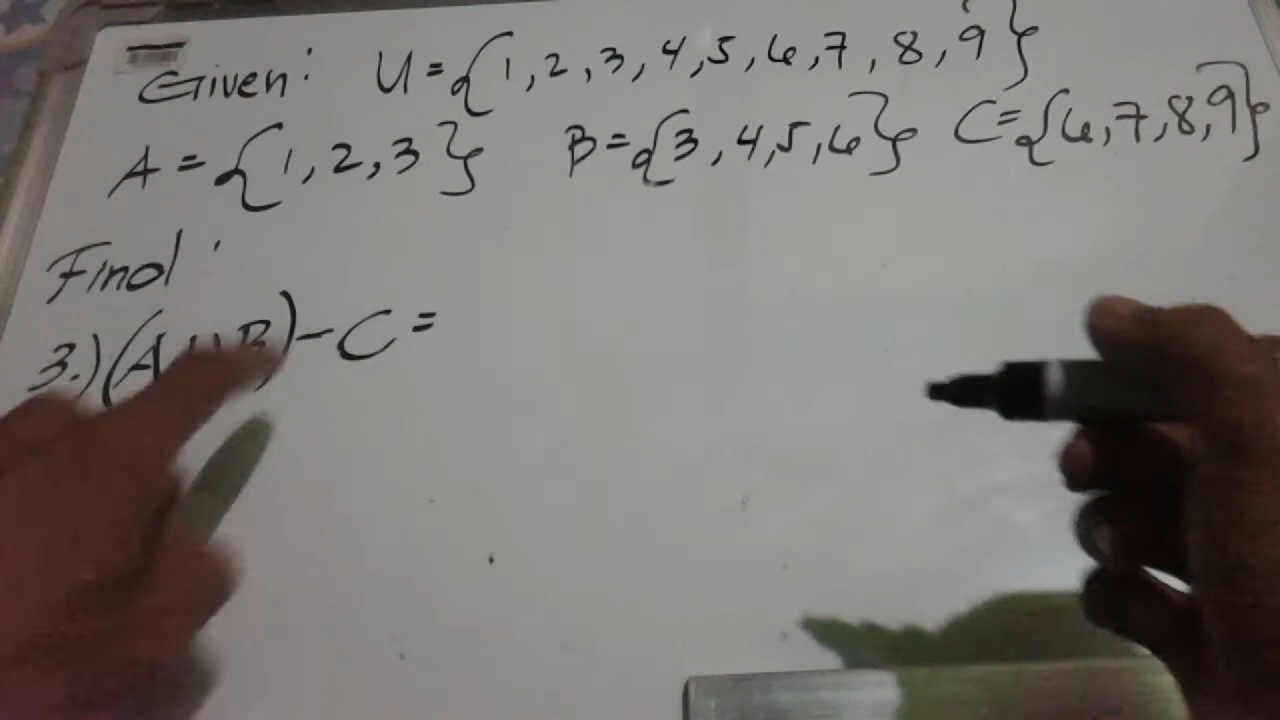 Given: U={1,2,3,4,5,6,7,8,9}
A={1,2,3} B={3,4,5,6} C={6,7,8,9}
Find:
3.)(A∪B)-C=